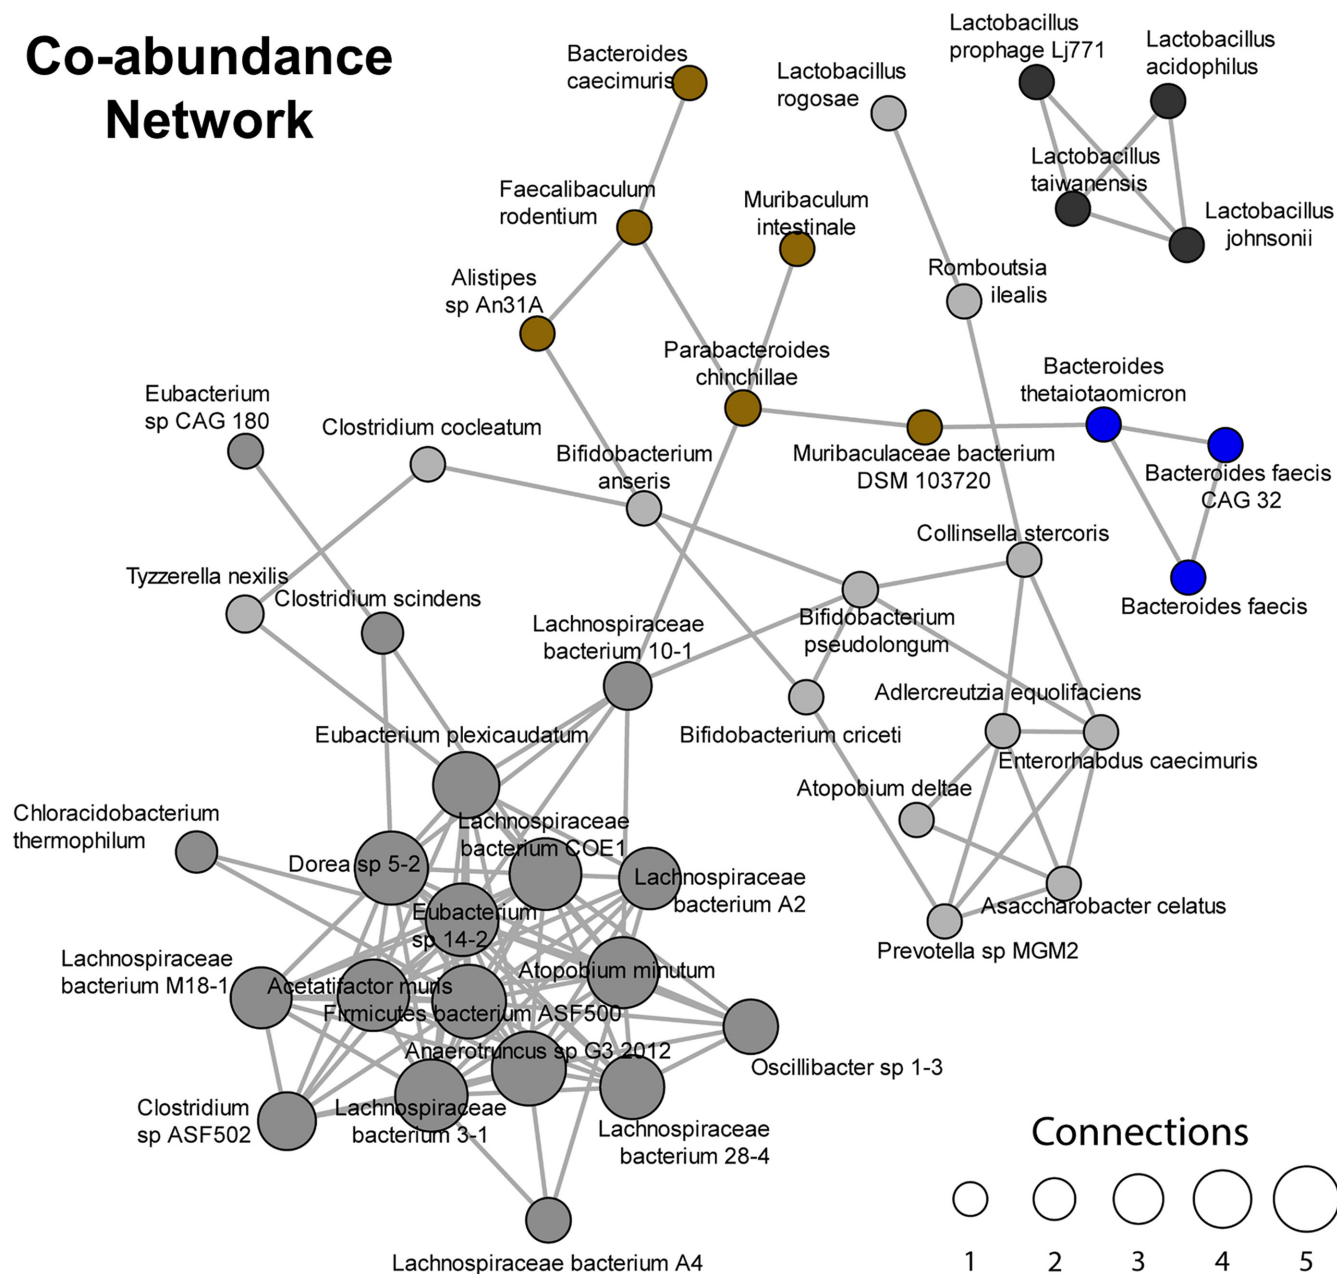 Co-abundance
Network
Bacteroides
caecimuris
Lactobacillus
rogosae
Lactobacillus
prophage Lj771
Lactobacillus
acidophilus
Faecalibaculum
rodentium
Muribaculum
intestinale
Lactobacillus
taiwanensis
Lactobacillus
johnsonii
Alistipes
sp An31A
Romboutsia
ilealis
Parabacteroides
chinchillae
Bacteroides
thetaiotaomicron
Eubacterium
sp CAG 180
Clostridium cocleatum
Bifidobacterium
anseris
Muribaculaceae bacterium
DSM 103720
Bacteroides faecis
CAG 32
Collinsella stercoris
Tyzzerella nexilis
Clostridium scindens
Lachnospiraceae
bacterium 10-1
Bifidobacterium
pseudolongum
Bacteroides faecis
Adlercreutzia equolifaciens
Eubacterium plexicaudatum
Bifidobacterium criceti
Enterorhabdus caecimuris
Atopobium deltae
Chloracidobacterium
thermophilum
Lachnospiraceae
bacterium COE1
Dorea sp 5-2
Lachnospiraceae
bacterium A2
Eubacterium
sp 14-2
Asaccharobacter celatus
Prevotella sp MGM2
Lachnospiraceae
bacterium M18-1
Acetatifactor muris
Atopobium minutum
Firmicutes bacterium ASF500
Anaerotruncus sp G3 2012
Oscillibacter sp 1-3
Clostridium
sp ASF502
Lachnospiraceae
bacterium 3-1
Lachnospiraceae
bacterium 28-4
Lachnospiraceae bacterium A4
Connections
1 2 3 4 5